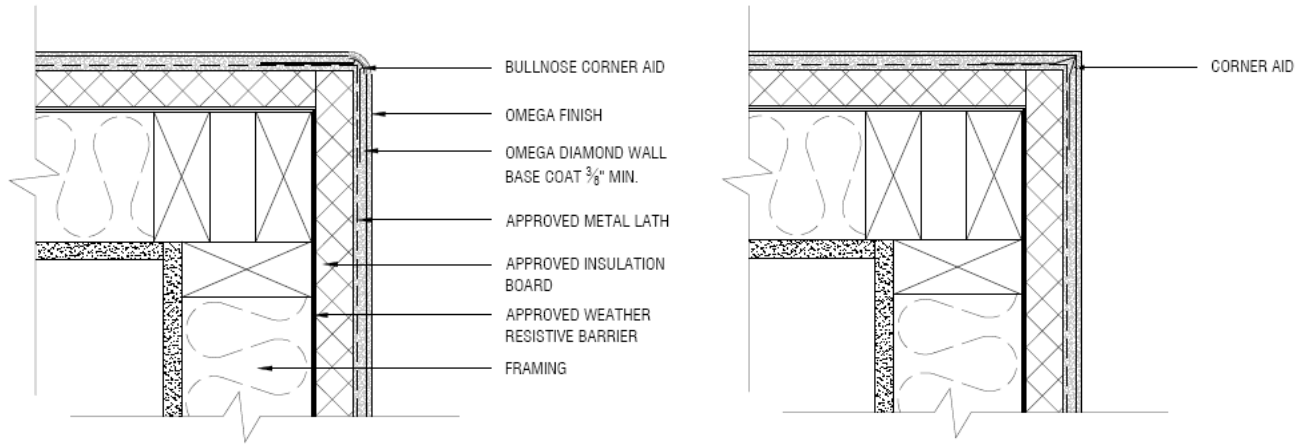 BULLNOSE CORNER AID
OMEGA FINISH
OMEGA DIAMOND WALL
BASE COAT 3⁄8" MIN.
APPROVED METAL LATH
APPROVED INSULATION
BOARD
APPROVED WEATHER
RESISTIVE BARRIER
FRAMING
CORNER AID